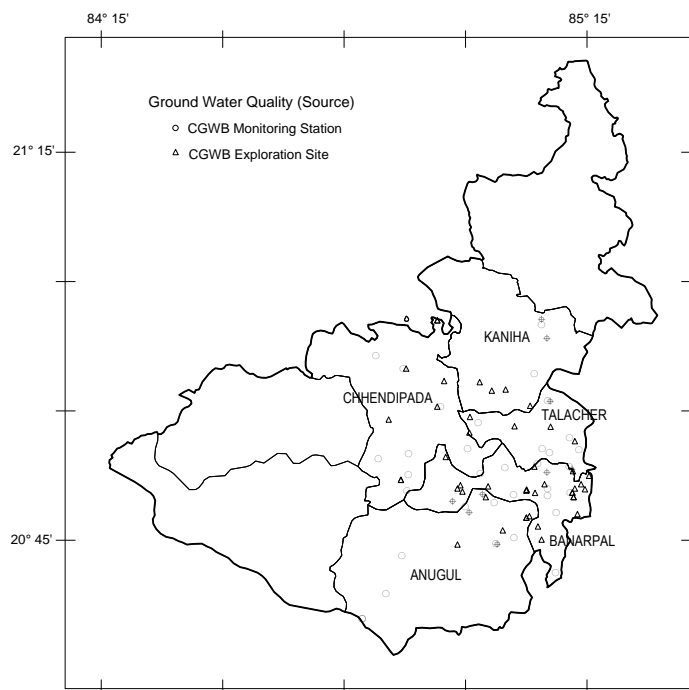 84° 15'
85° 15'
Ground Water Quality (Source)
CGWB Monitoring Station
21° 15'
CGWB Exploration Site
KANIHA
CHHENDIPADA
TALACHER
20° 45'
BANARPAL
ANUGUL